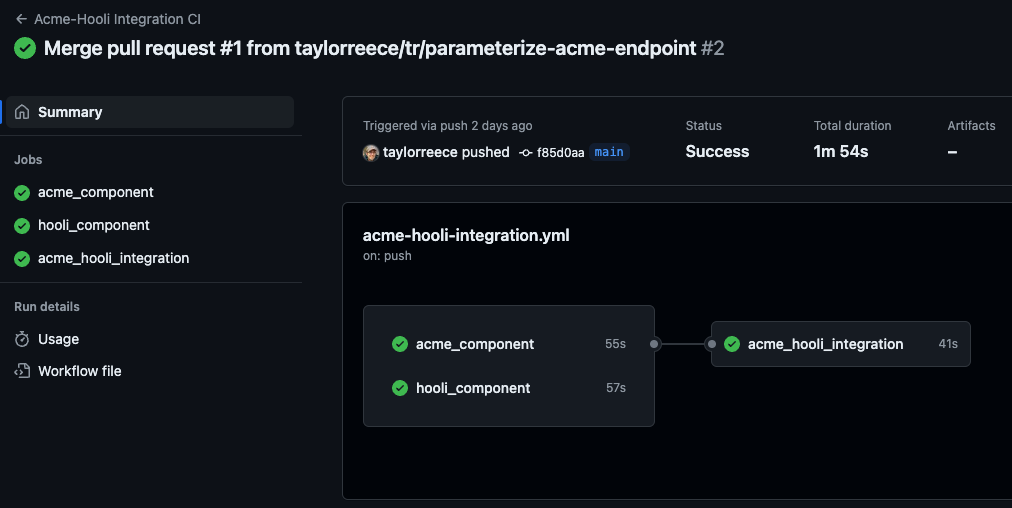 ← Acme-Hooli Integration CI
Merge pull request #1 from taylorreece/tr/parameterize-acme-endpoint #2
Summary
Jobs
acme_component
hooli_component
acme_hooli_integration
Run details
Usage
Workflow file
Triggered via push 2 days ago
taylorreece pushed f85d0aa main
Status
Success
Total duration
1m 54s
Artifacts
–
acme-hooli-integration.yml
on: push
acme_component 55s
hooli_component 57s
acme_hooli_integration 41s